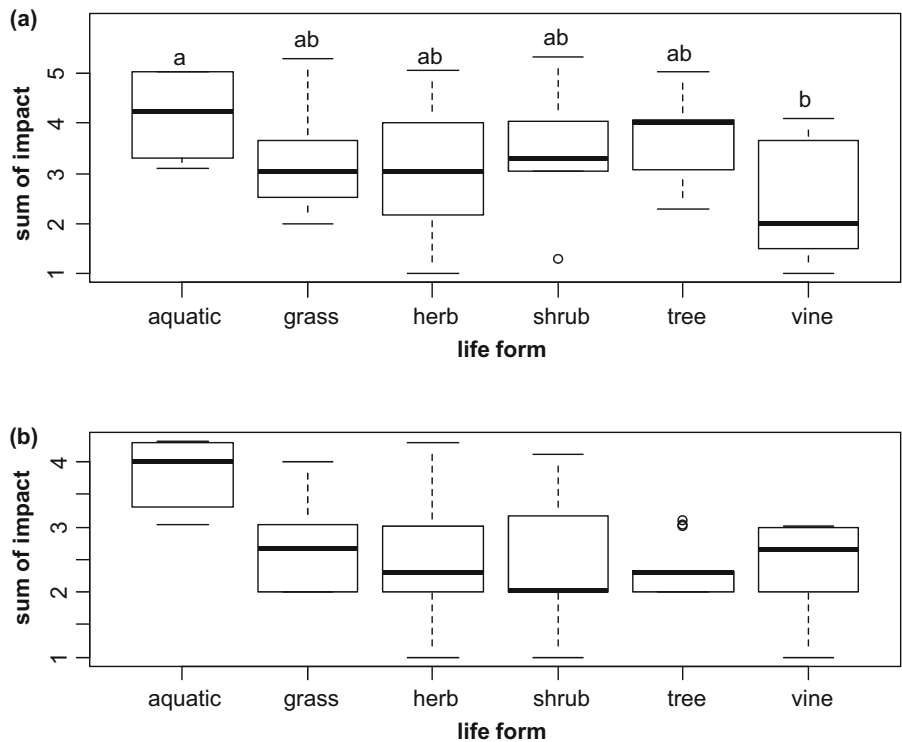 (a)
a ab ab ab ab b
sum of impact
5
4
3
2
1
aquatic grass herb shrub tree vine
life form
(b)
sum of impact
4
3
2
1
aquatic grass herb shrub tree vine
life form